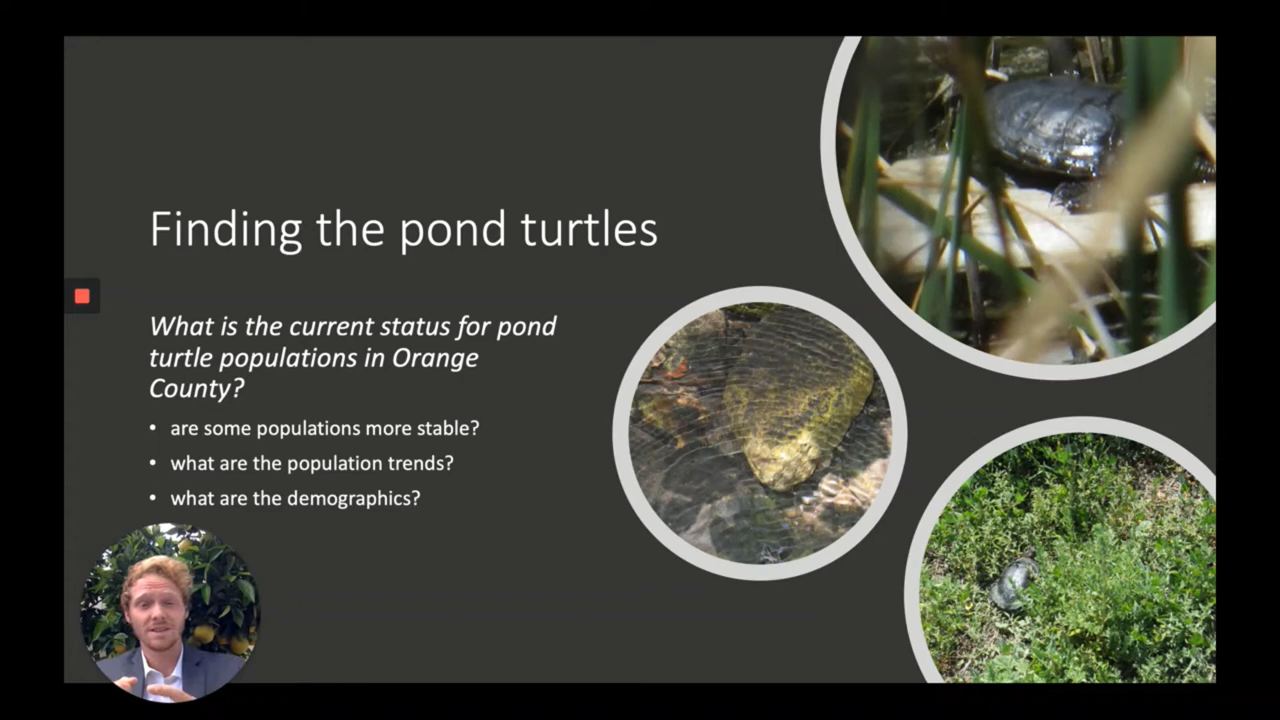 Finding the pond turtles
What is the current status for pond
turtle populations in Orange
County?
• are some populations more stable?
• what are the population trends?
• what are the demographics?